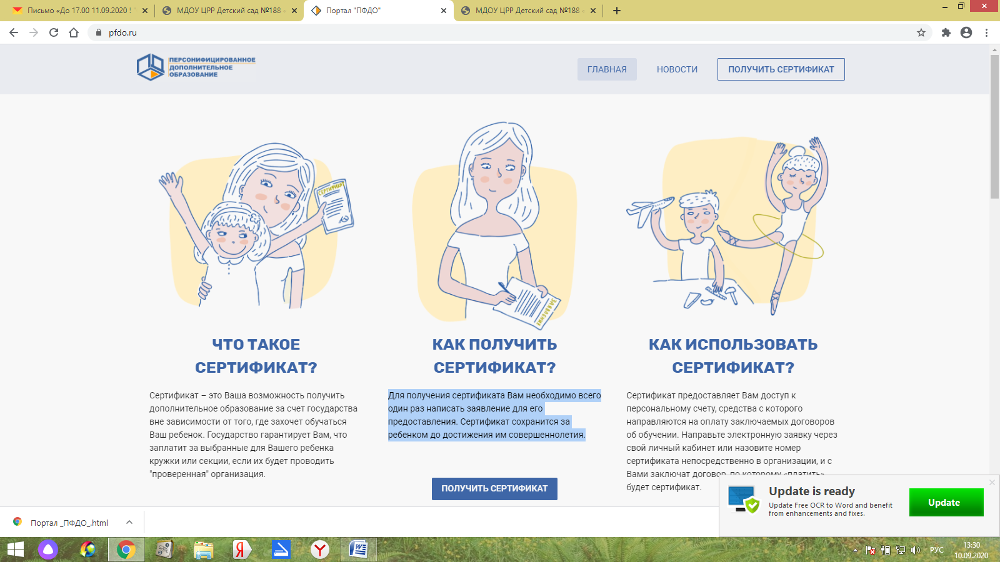 Письмо «До 17.00 11.09.2020 ! "
МДОУ ЦРР Детский сад №188
Портал "ПФДО"
МДОУ ЦРР Детский сад №188
pfdo.ru
ПЕРСОНИФИЦИРОВАННОЕ
ДОПОЛНИТЕЛЬНОЕ
ОБРАЗОВАНИЕ
ГЛАВНАЯ
НОВОСТИ
ПОЛУЧИТЬ СЕРТИФИКАТ
СЕРТИФИКАТ
ЗАЯВЛЕНИЕ
ЧТО ТАКОЕ
СЕРТИФИКАТ?
Сертификат – это Ваша возможность получить
дополнительное образование за счет государства
вне зависимости от того, где захочет обучаться
Ваш ребенок. Государство гарантирует Вам, что
заплатит за выбранные для Вашего ребенка
кружки или секции, если их будет проводить
"проверенная" организация.
КАК ПОЛУЧИТЬ
СЕРТИФИКАТ?
Для получения сертификата Вам необходимо всего
один раз написать заявление для его
предоставления. Сертификат сохранится за
ребенком до достижения им совершеннолетия.
ПОЛУЧИТЬ СЕРТИФИКАТ
КАК ИСПОЛЬЗОВАТЬ
СЕРТИФИКАТ?
Сертификат предоставляет Вам доступ к
персональному счету, средства с которого
направляются на оплату заключаемых договоров
об обучении. Направьте электронную заявку через
свой личный кабинет или назовите номер
сертификата непосредственно в организации, и с
Вами заключат договор, по которому «платить»
будет сертификат.
Update is ready
Update Free OCR to Word and benefit
from enhancements and fixes.
Update
Портал _ПФДО_.html
РУС
13:30
10.09.2020